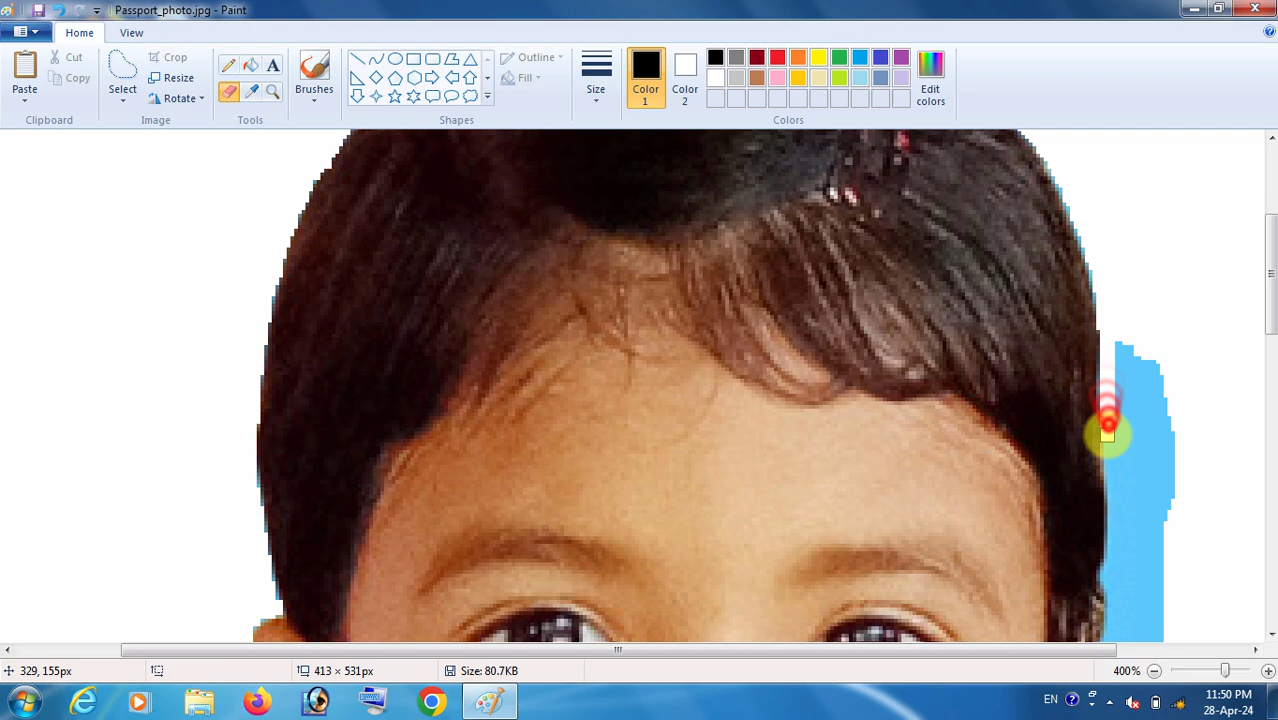 Passport_photo.jpg - Paint
Home View
Paste
Cut
Copy
Clipboard
Select
Crop
Resize
Rotate
Image
A
Tools
Brushes
Outline
Fill
Shapes
Size
Color 1
Color 2
Edit colors
Colors
329, 155px
413 × 531px
Size: 80.7KB
400%
EN
11:50 PM
28-Apr-24